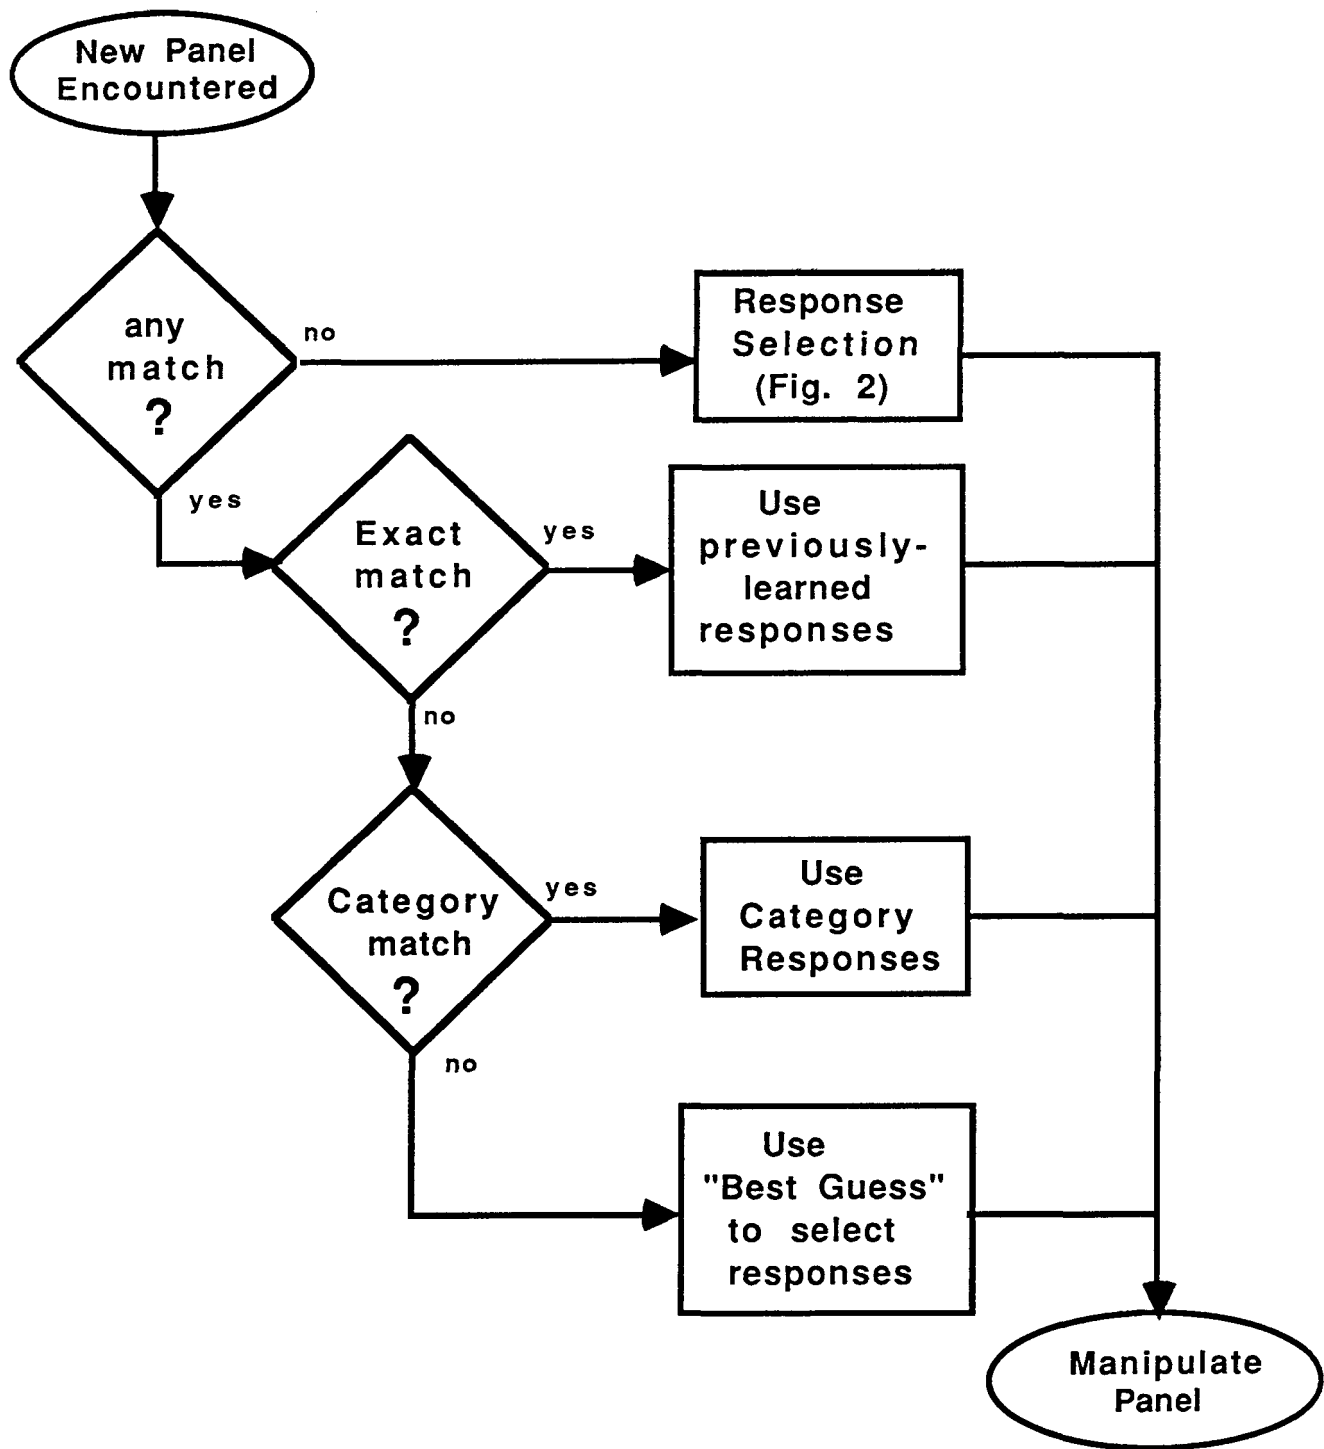 New Panel
Encountered
any
match
?
no
yes
Response
Selection
(Fig. 2)
Exact
match
?
yes
no
Use
previously-
learned
responses
Category
match
?
yes
no
Use
Category
Responses
Use
"Best Guess"
to select
responses
Manipulate
Panel